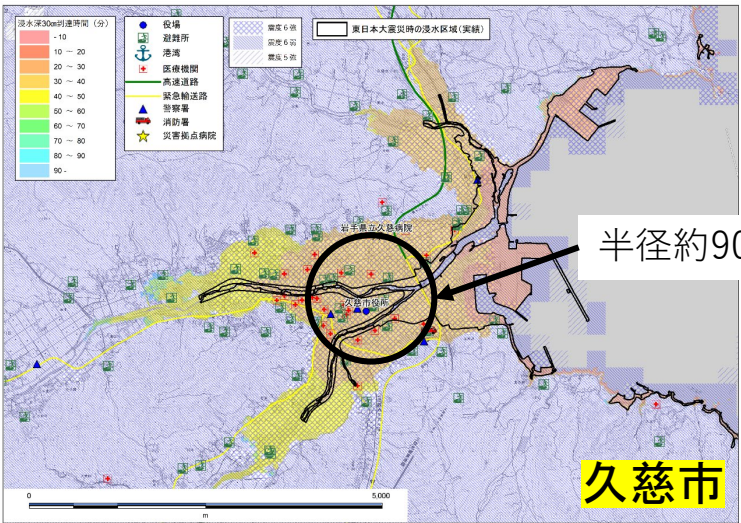 浸水深30cm到達時間(分)
- 10
10 ～ 20
20 ～ 30
30 ～ 40
40 ～ 50
50 ～ 60
60 ～ 70
70 ～ 80
80 ～ 90
90 -
役場
避難所
港湾
医療機関
高速道路
緊急輸送路
警察署
消防署
災害拠点病院
震度6強
震度6弱
震度5強
東日本大震災時の浸水区域(実績)
岩手県立久慈病院
半径約90
久慈市役所
久慈市
0
5,000
m